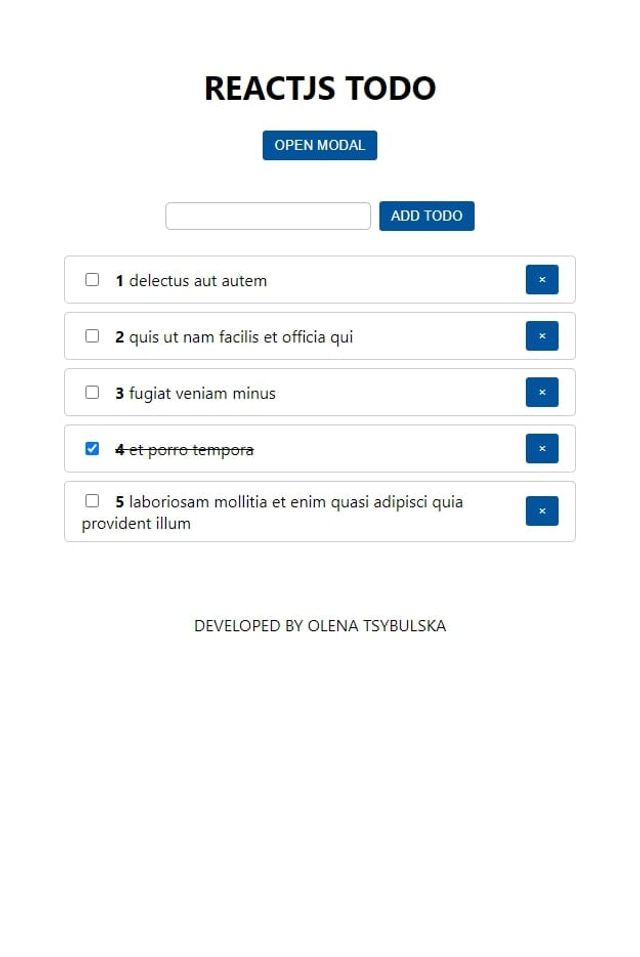 REACTJS TODO
OPEN MODAL
ADD TODO
1 delectus aut autem ×
2 quis ut nam facilis et officia qui ×
3 fugiat veniam minus ×
4 et porro tempora ×
5 laboriosam mollitia et enim quasi adipisci quia ×
provident illum
DEVELOPED BY OLENA TSYBULSKA